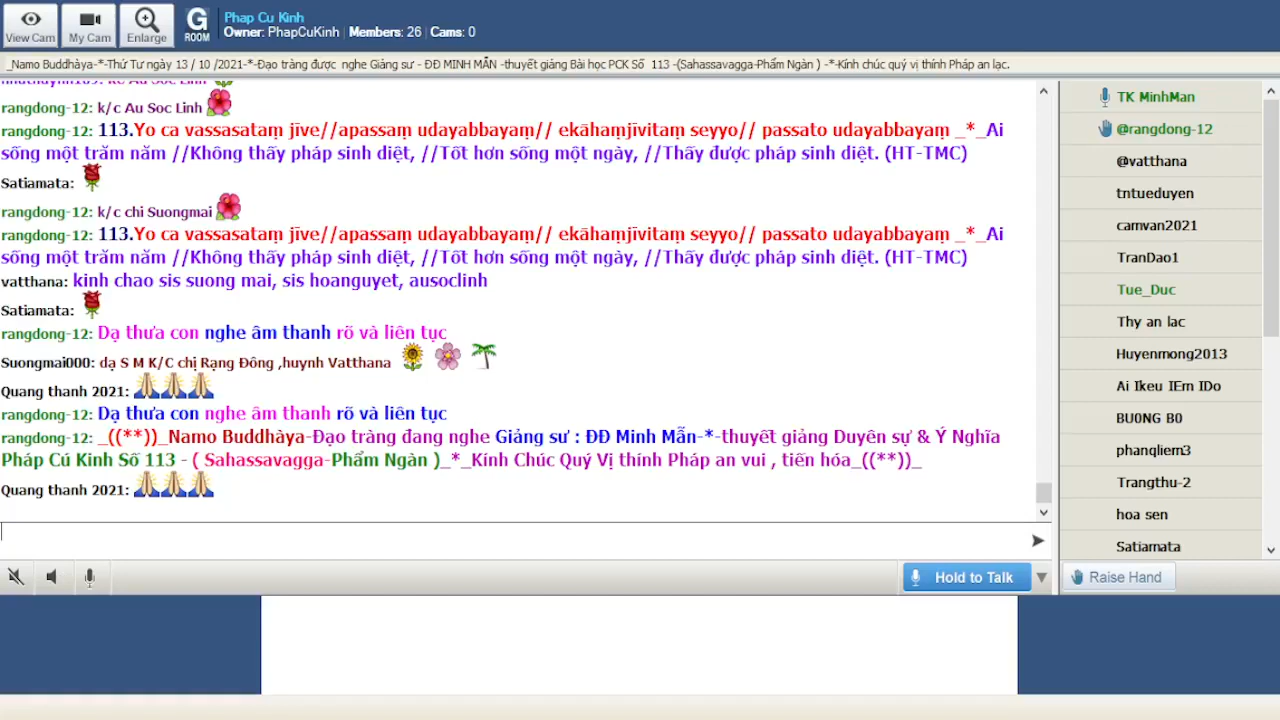 View Cam
My Cam
Enlarge
G
ROOM
Phap Cu Kinh
Owner: PhapCuKinh | Members: 26 | Cams: 0
_Namo Buddhàya-*-Thứ Tư ngày 13 / 10 /2021-*-Đạo tràng được nghe Giảng sư - ĐĐ MINH MẪN -thuyết giảng Bài học PCK Số 113 -(Sahassavagga-Phẩm Ngàn ) -*-Kính chúc quý vị thính Pháp an lạc.
rangdong-12: k/c Au Soc Linh
rangdong-12: 113.Yo ca vassasataṃ jīve//apassaṃ udayabbayaṃ// ekāhaṃjīvitaṃ seyyo// passato udayabbayaṃ _*_Ai
sống một trăm năm //Không thấy pháp sinh diệt, //Tốt hơn sống một ngày, //Thấy được pháp sinh diệt. (HT-TMC)
Satiamata:
rangdong-12: k/c chi Suongmai
rangdong-12: 113.Yo ca vassasataṃ jīve//apassaṃ udayabbayaṃ// ekāhaṃjīvitaṃ seyyo// passato udayabbayaṃ _*_Ai
sống một trăm năm //Không thấy pháp sinh diệt, //Tốt hơn sống một ngày, //Thấy được pháp sinh diệt. (HT-TMC)
vatthana: kinh chao sis suong mai, sis hoanguyet, ausoclinh
Satiamata:
rangdong-12: Dạ thưa con nghe âm thanh rõ và liên tục
Suongmai000: dạ S M K/C chị Rạng Đông ,huynh Vatthana
Quang thanh 2021:
rangdong-12: Dạ thưa con nghe âm thanh rõ và liên tục
rangdong-12: _((**))_Namo Buddhàya-Đạo tràng đang nghe Giảng sư : ĐĐ Minh Mẫn-*-thuyết giảng Duyên sự & Ý Nghĩa
Pháp Cú Kinh Số 113 - ( Sahassavagga-Phẩm Ngàn )_*_Kính Chúc Quý Vị thính Pháp an vui , tiến hóa_((**))_
Quang thanh 2021:
Hold to Talk
TK MinhMan
@rangdong-12
@vatthana
tntueduyen
camvan2021
TranDao1
Tue_Duc
Thy an lac
Huyenmong2013
Ai Ikeu IEm IDo
BU0NG B0
phanqliem3
Trangthu-2
hoa sen
Satiamata
Raise Hand